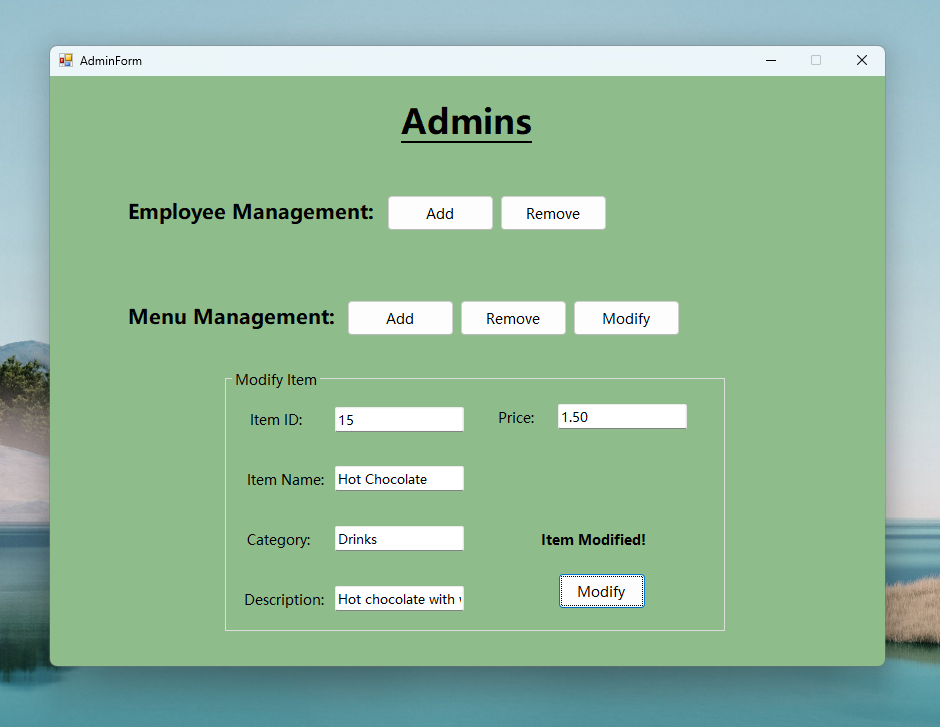 AdminForm
Admins
Employee Management: Add Remove
Menu Management: Add Remove Modify
Modify Item
Item ID: 15 Price: 1.50
Item Name: Hot Chocolate
Category: Drinks Item Modified!
Description: Hot chocolate with
Modify